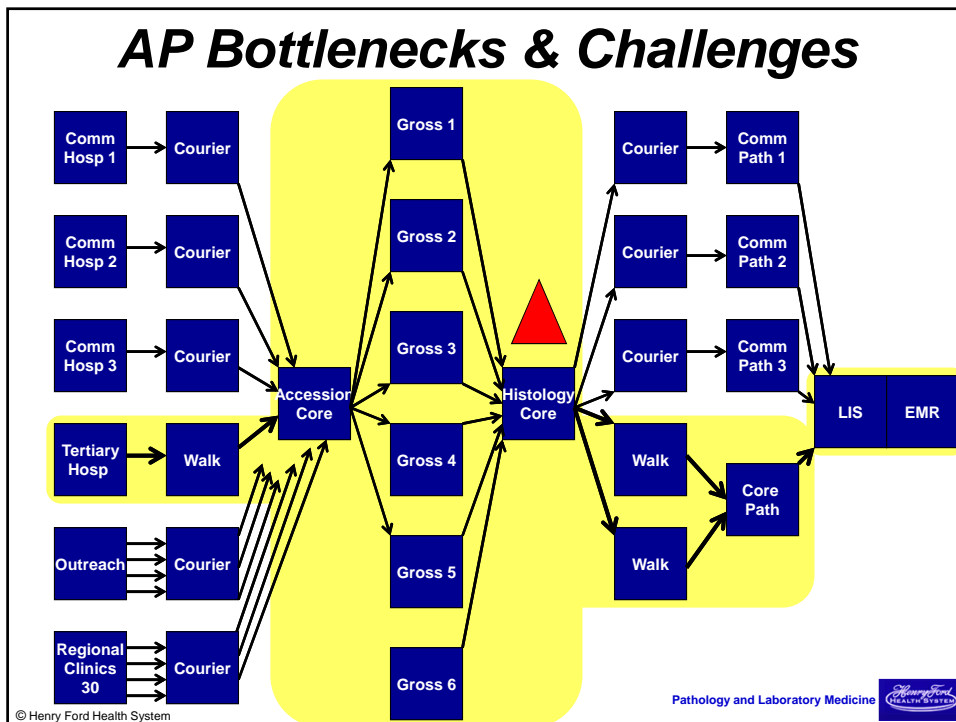 AP Bottlenecks & Challenges
Comm
Hosp 1
Courier
Gross 1
Courier
Comm
Path 1
Comm
Hosp 2
Courier
Gross 2
Courier
Comm
Path 2
Comm
Hosp 3
Courier
Gross 3
Courier
Comm
Path 3
Accession
Core
Histology
Core
LIS
EMR
Tertiary
Hosp
Walk
Gross 4
Walk
Core
Path
Outreach
Courier
Gross 5
Walk
Regional
Clinics
30
Courier
Gross 6
Pathology and Laboratory Medicine
Henry Ford
HEALTH SYSTEM
© Henry Ford Health System